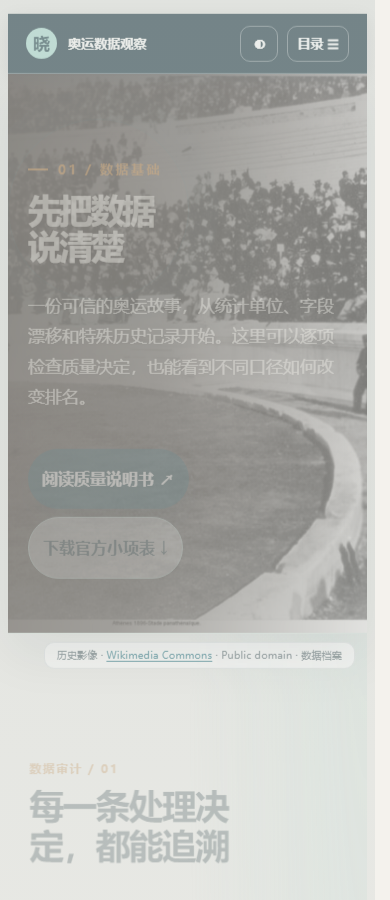 晓 奥运数据观察 目录
01 / 数据基础
先把数据
说清楚
一份可信的奥运故事，从统计单位、字段
漂移和特殊历史记录开始。这里可以逐项
检查质量决定，也能看到不同口径如何改
变排名。
阅读质量说明书 ↗
下载官方小项表 ↓
历史影像 · Wikimedia Commons · Public domain · 数据档案
数据审计 / 01
每一条处理决
定，都能追溯